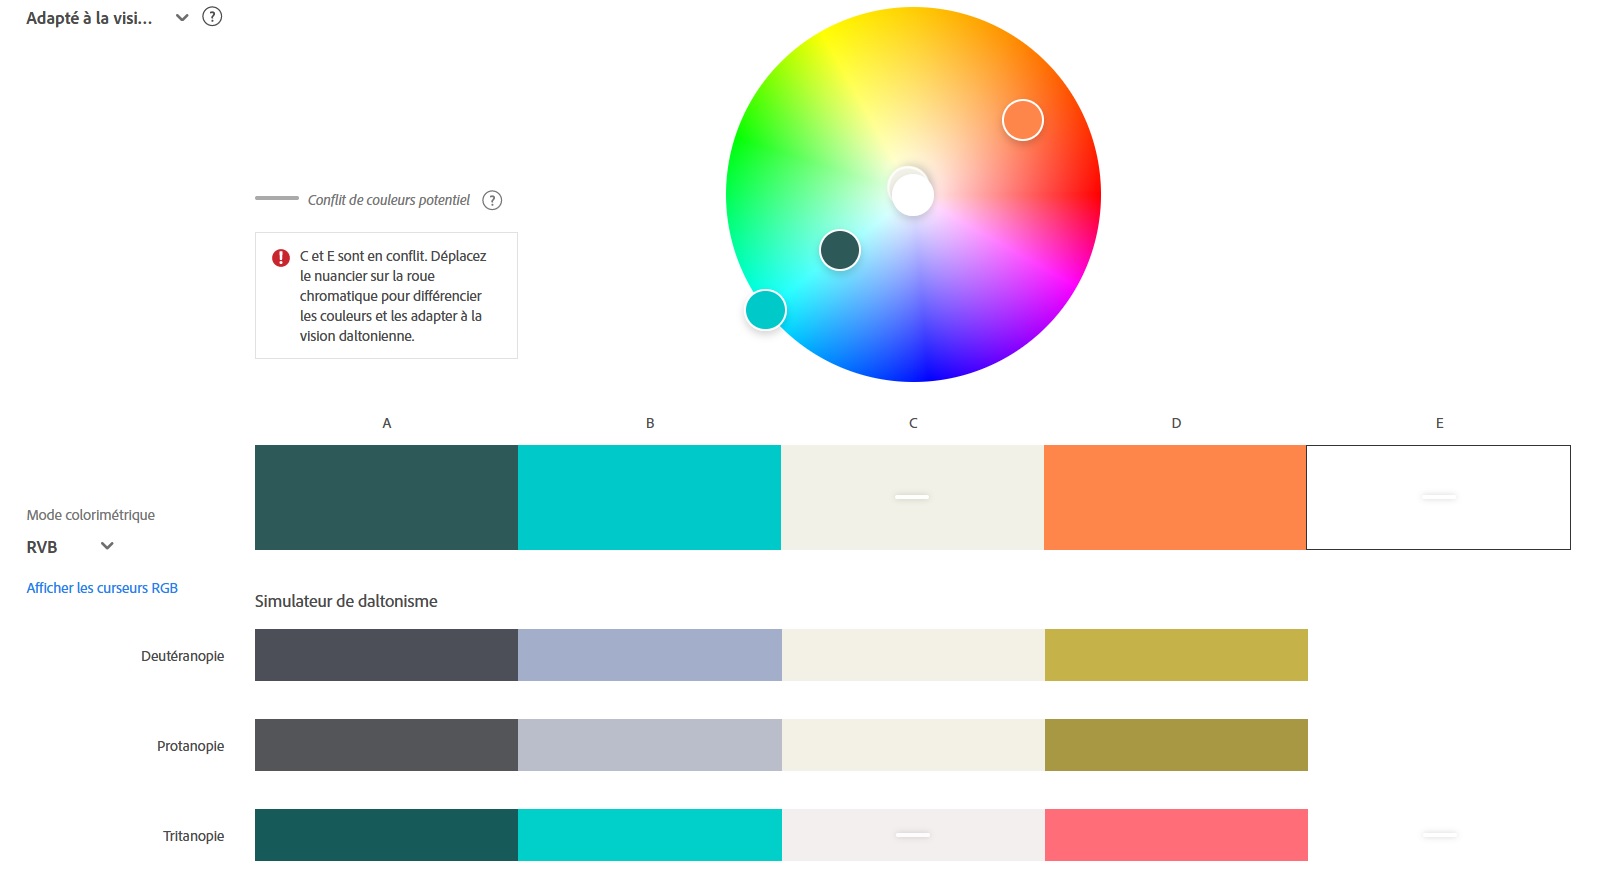 Adapté à la visi...
?
Conflit de couleurs potentiel ?
! C et E sont en conflit. Déplacez
le nuancier sur la roue
chromatique pour différencier
les couleurs et les adapter à la
vision daltonienne.
A B C D E
Mode colorimétrique
RVB
Afficher les curseurs RGB
Simulateur de daltonisme
Deutéranopie
Protanopie
Tritanopie